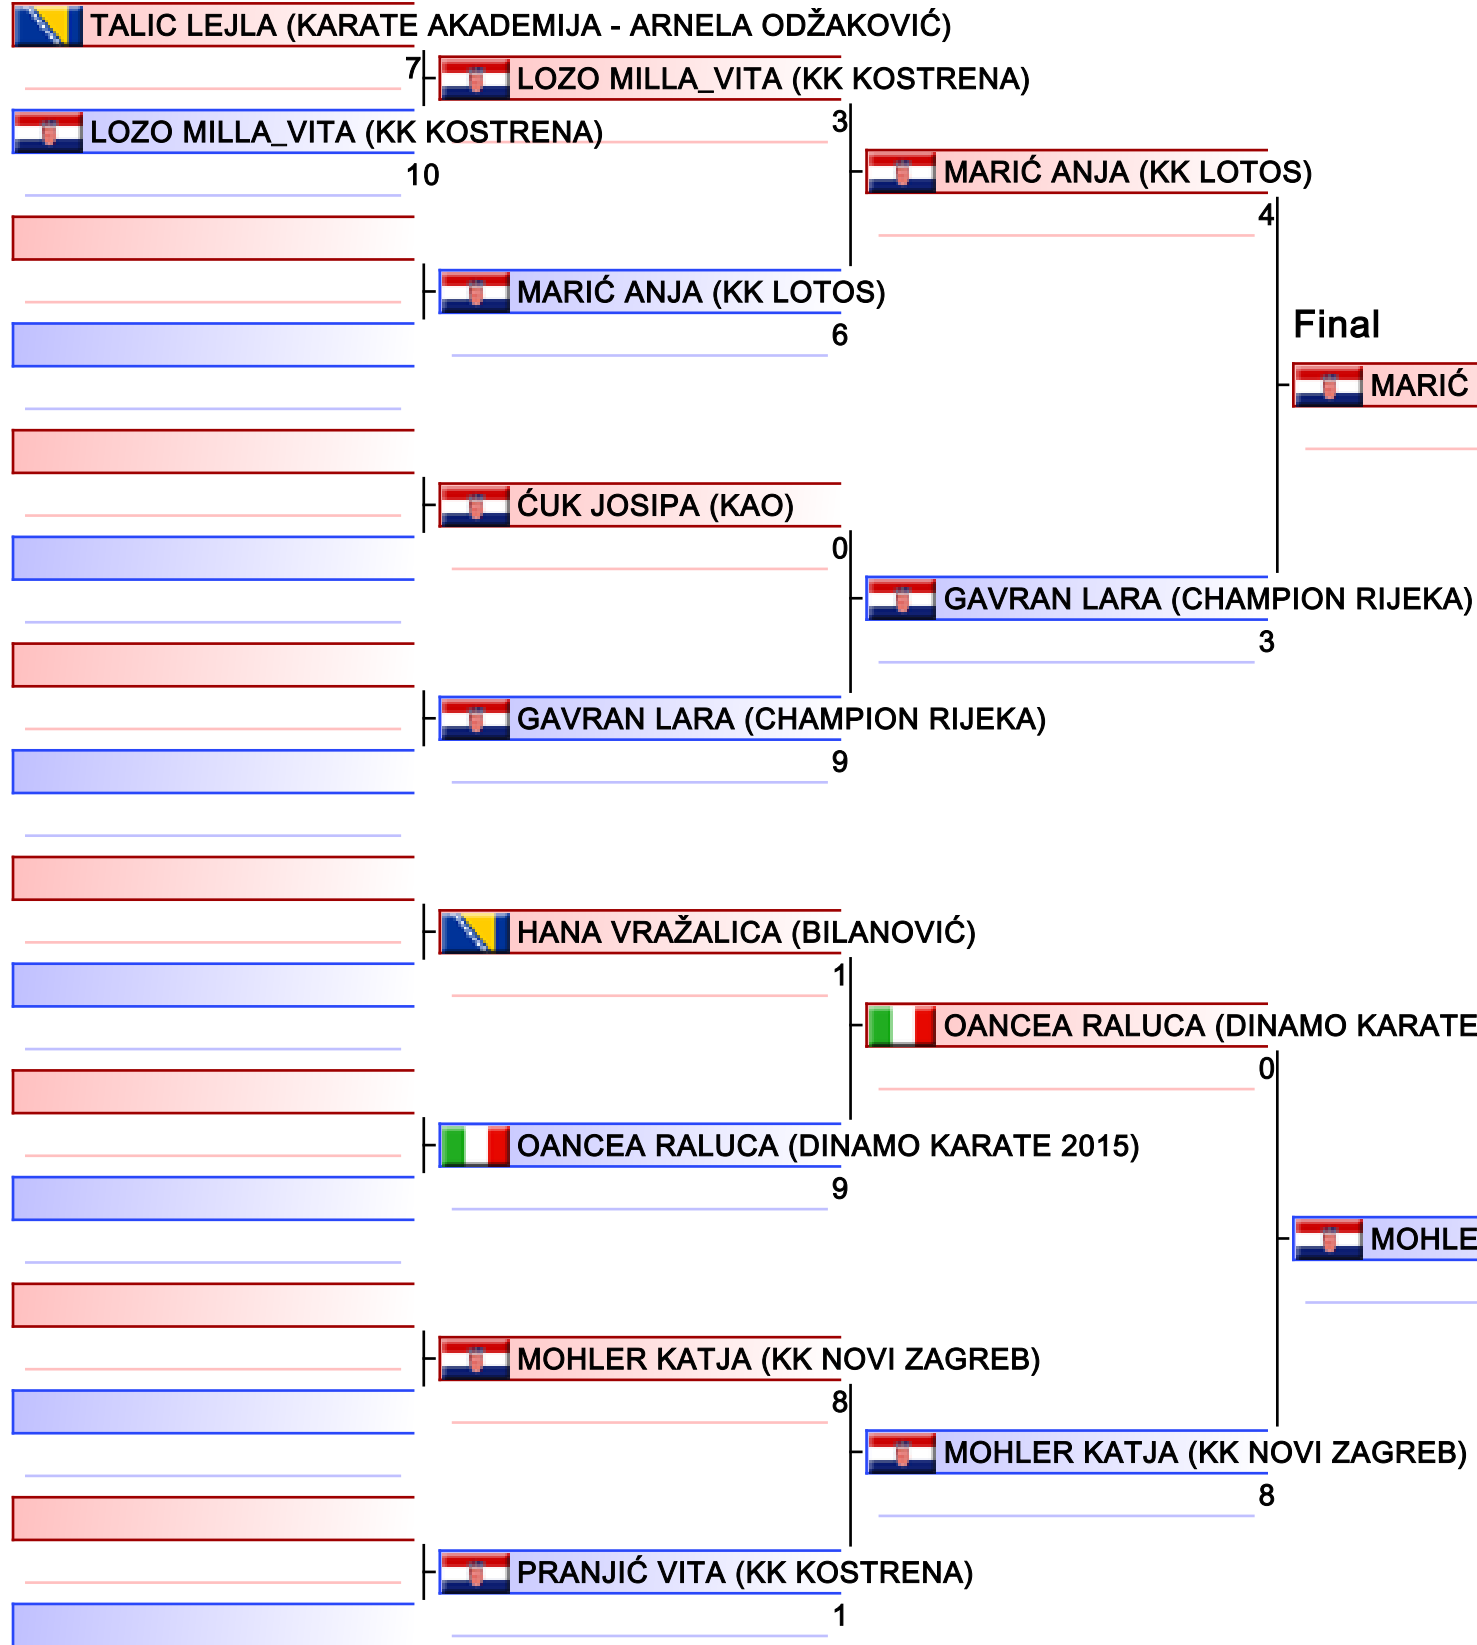 TALIC LEJLA (KARATE AKADEMIJA - ARNELA ODŽAKOVIĆ)
7
LOZO MILLA_VITA (KK KOSTRENA)
10
LOZO MILLA_VITA (KK KOSTRENA)
3
MARIĆ ANJA (KK LOTOS)
6
ĆUK JOSIPA (KAO)
0
GAVRAN LARA (CHAMPION RIJEKA)
9
HANA VRAŽALICA (BILANOVIĆ)
1
OANCEA RALUCA (DINAMO KARATE 2015)
9
MOHLER KATJA (KK NOVI ZAGREB)
8
PRANJIĆ VITA (KK KOSTRENA)
1
MARIĆ ANJA (KK LOTOS)
4
GAVRAN LARA (CHAMPION RIJEKA)
3
OANCEA RALUCA (DINAMO KARATE
0
MOHLER KATJA (KK NOVI ZAGREB)
8
Final
MARIĆ
MOHLE